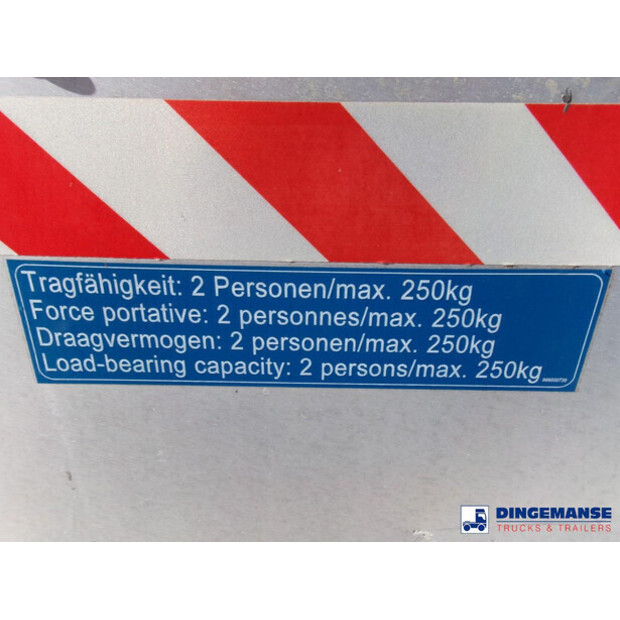 Tragfähigkeit: 2 Personen/max. 250kg
Force portative: 2 personnes/max. 250kg
Draagvermogen: 2 personen/max. 250kg
Load-bearing capacity: 2 persons/max. 250kg
DINGEMANSE
TRUCKS & TRAILERS